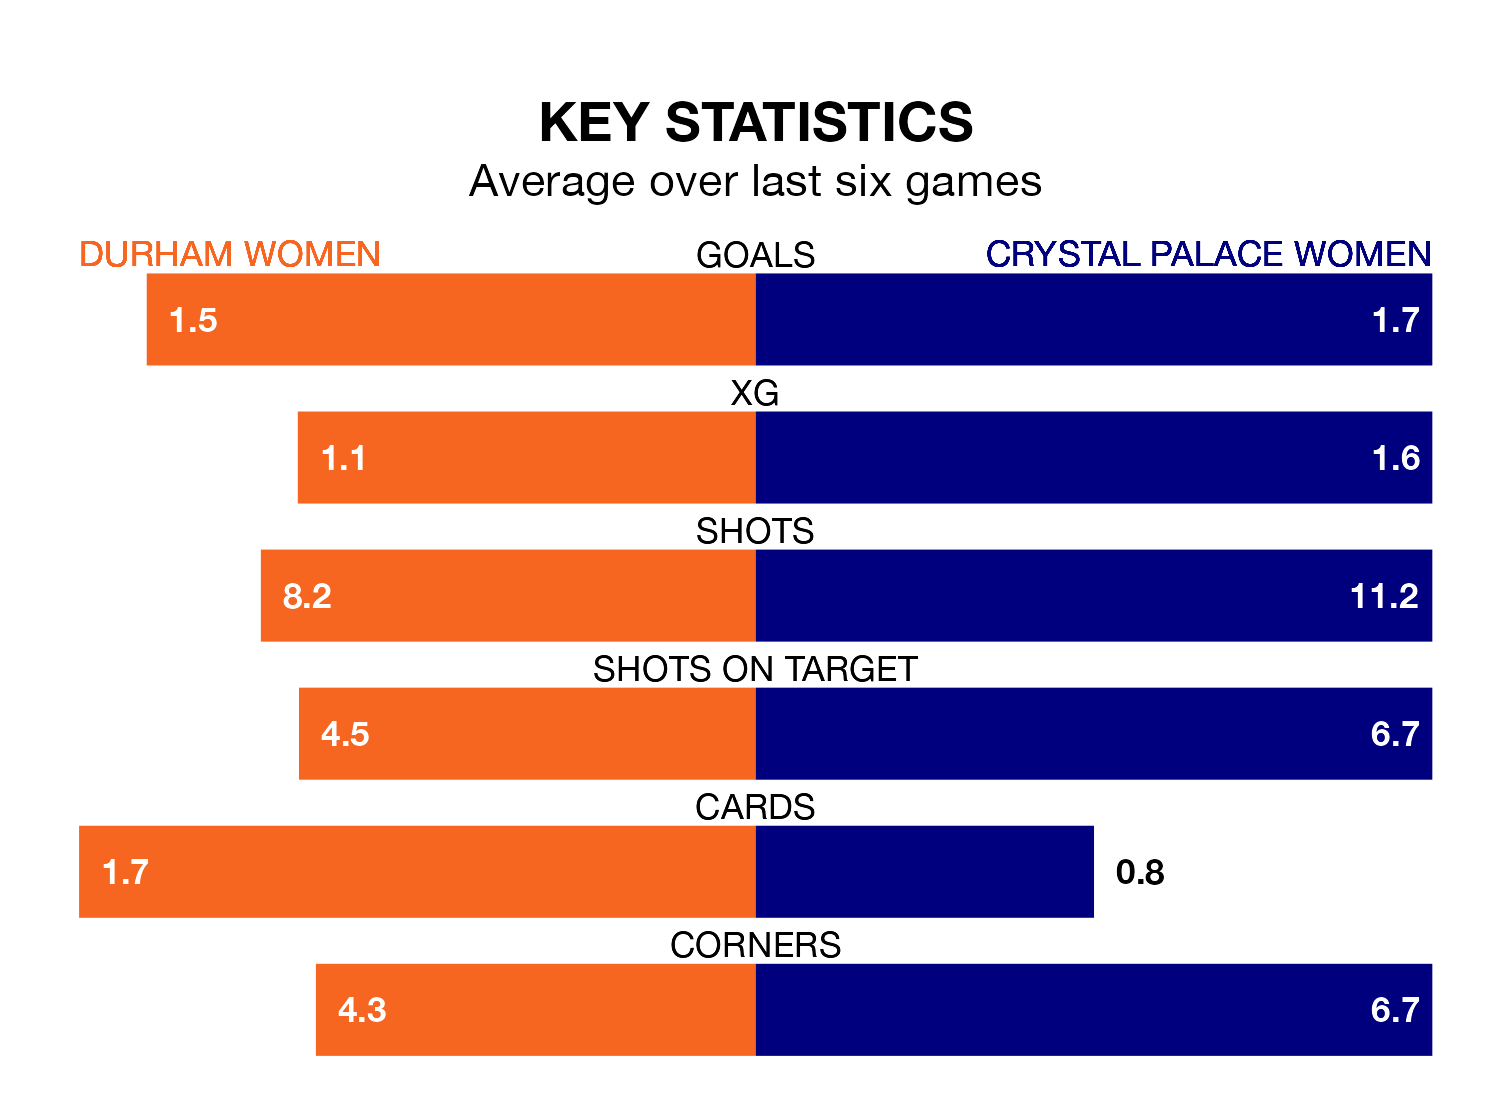 KEY STATISTICS
Average over last six games
DURHAM WOMEN GOALS CRYSTAL PALACE WOMEN
1.5 1.7
XG
1.1 1.6
SHOTS
8.2 11.2
SHOTS ON TARGET
4.5 6.7
CARDS
1.7 0.8
CORNERS
4.3 6.7